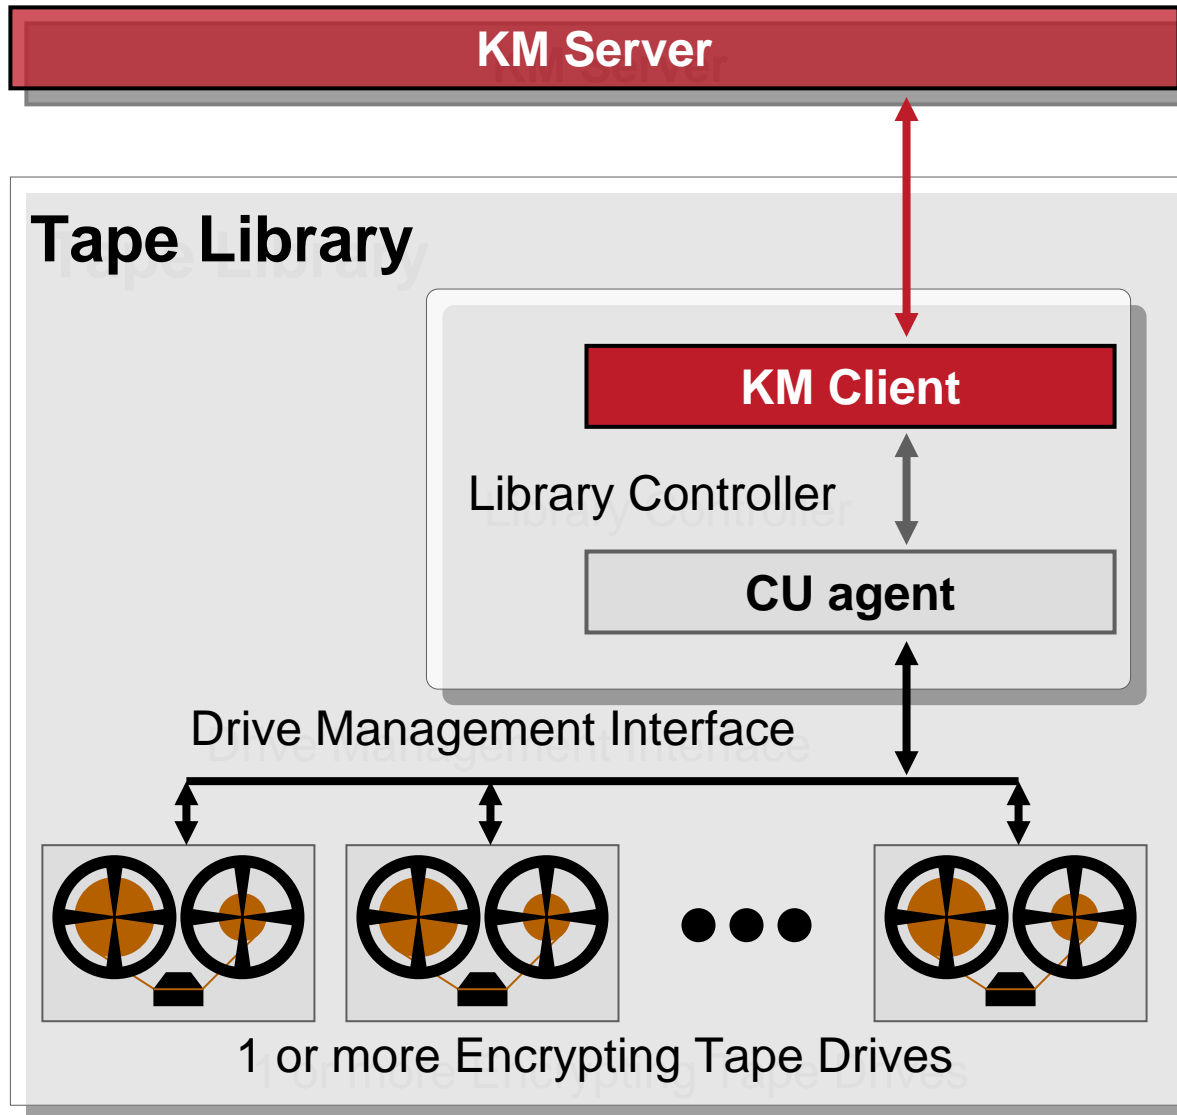 KM Server
Tape Library
KM Client
Library Controller
CU agent
Drive Management Interface
1 or more Encrypting Tape Drives